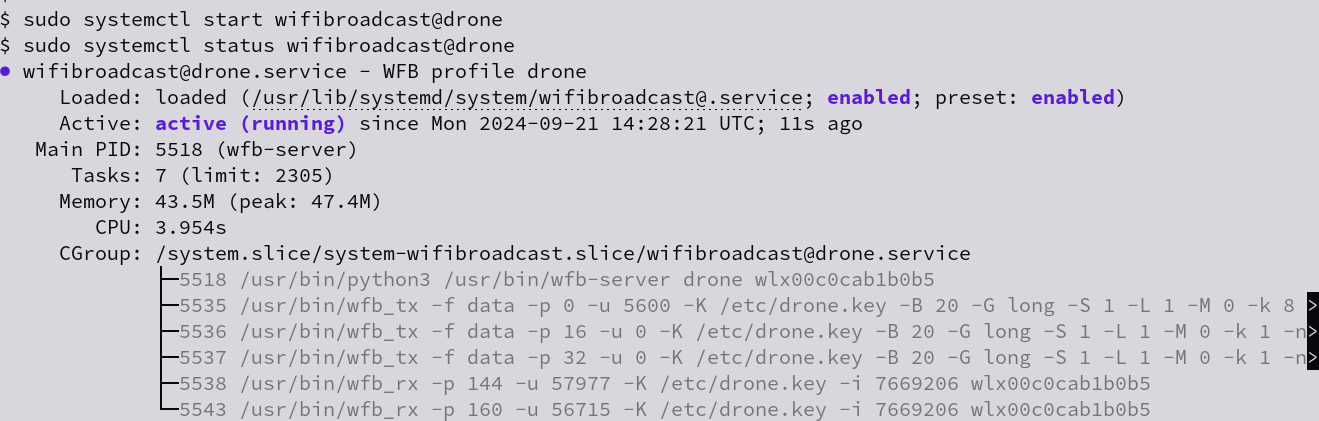 $ sudo systemctl start wifibroadcast@drone
$ sudo systemctl status wifibroadcast@drone
● wifibroadcast@drone.service - WFB profile drone
Loaded: loaded (/usr/lib/systemd/system/wifibroadcast@.service; enabled; preset: enabled)
Active: active (running) since Mon 2024-09-21 14:28:21 UTC; 11s ago
Main PID: 5518 (wfb-server)
Tasks: 7 (limit: 2305)
Memory: 43.5M (peak: 47.4M)
CPU: 3.954s
CGroup: /system.slice/system-wifibroadcast.slice/wifibroadcast@drone.service
├─5518 /usr/bin/python3 /usr/bin/wfb-server drone wlx00c0cab1b0b5
├─5535 /usr/bin/wfb_tx -f data -p 0 -u 5600 -K /etc/drone.key -B 20 -G long -S 1 -L 1 -M 0 -k 8 >
├─5536 /usr/bin/wfb_tx -f data -p 16 -u 0 -K /etc/drone.key -B 20 -G long -S 1 -L 1 -M 0 -k 1 -n>
├─5537 /usr/bin/wfb_tx -f data -p 32 -u 0 -K /etc/drone.key -B 20 -G long -S 1 -L 1 -M 0 -k 1 -n>
├─5538 /usr/bin/wfb_rx -p 144 -u 57977 -K /etc/drone.key -i 7669206 wlx00c0cab1b0b5
└─5543 /usr/bin/wfb_rx -p 160 -u 56715 -K /etc/drone.key -i 7669206 wlx00c0cab1b0b5